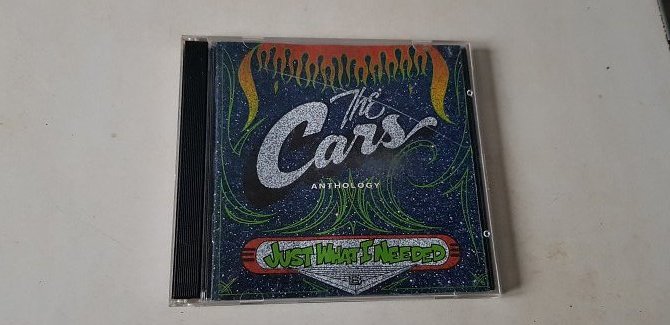 The
Cars
ANTHOLOGY
JUST WHAT I NEEDED